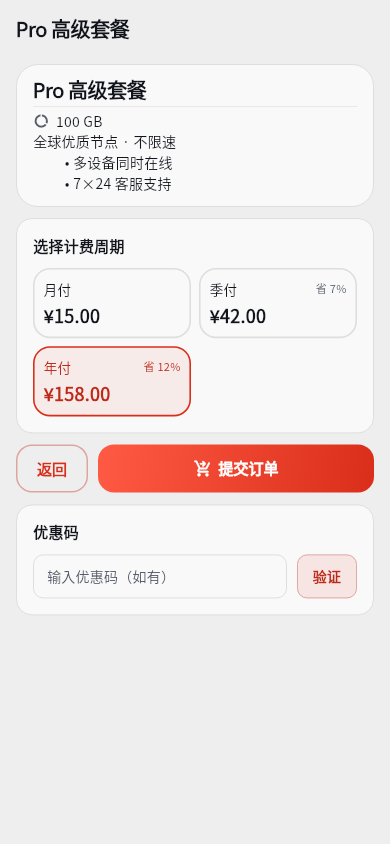 Pro 高级套餐
Pro 高级套餐
100 GB
全球优质节点 · 不限速
• 多设备同时在线
• 7×24 客服支持
选择计费周期
月付
¥15.00
季付 省 7%
¥42.00
年付 省 12%
¥158.00
返回
提交订单
优惠码
输入优惠码（如有）
验证